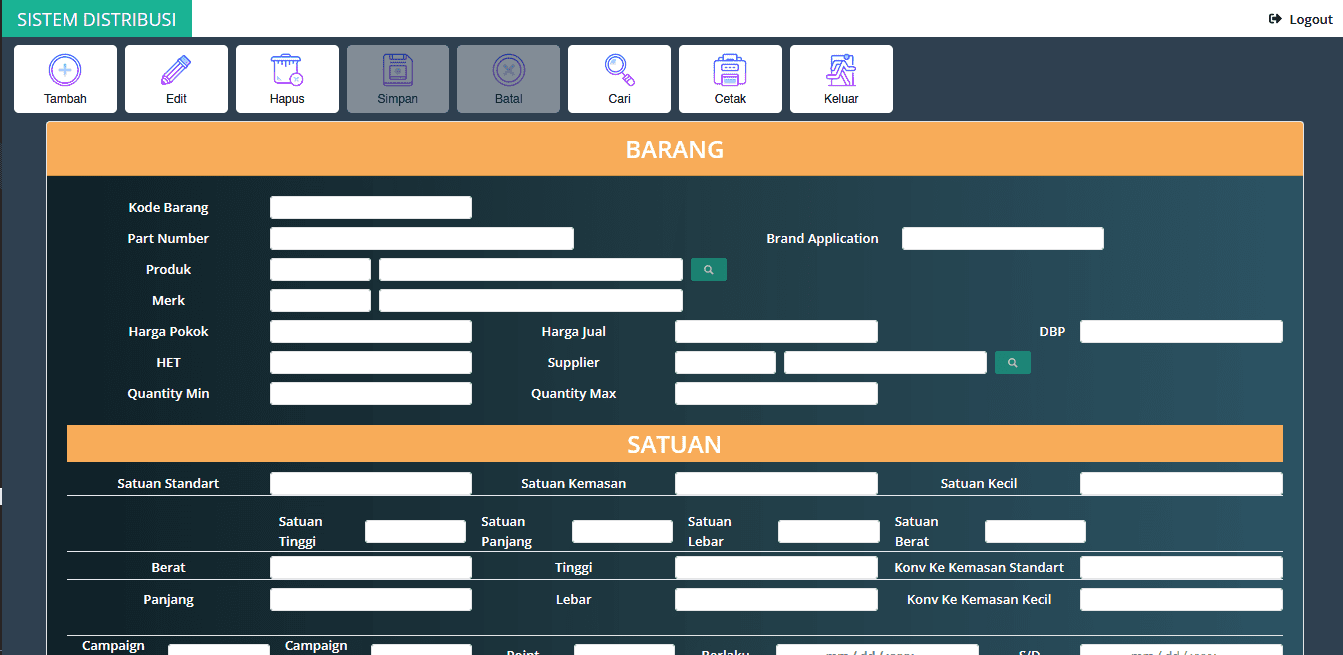 SISTEM DISTRIBUSI
Logout
Tambah
Edit
Hapus
Simpan
Batal
Cari
Cetak
Keluar
BARANG
Kode Barang
Part Number
Brand Application
Produk
Merk
Harga Pokok
Harga Jual
DBP
HET
Supplier
Quantity Min
Quantity Max
SATUAN
Satuan Standart
Satuan Kemasan
Satuan Kecil
Satuan
Tinggi
Satuan
Panjang
Satuan
Lebar
Satuan
Berat
Berat
Tinggi
Konv Ke Kemasan Standart
Panjang
Lebar
Konv Ke Kemasan Kecil
Campaign
Campaign
Point
Berlaku
mm/dd/yyyy
S/D
mm/dd/yyyy